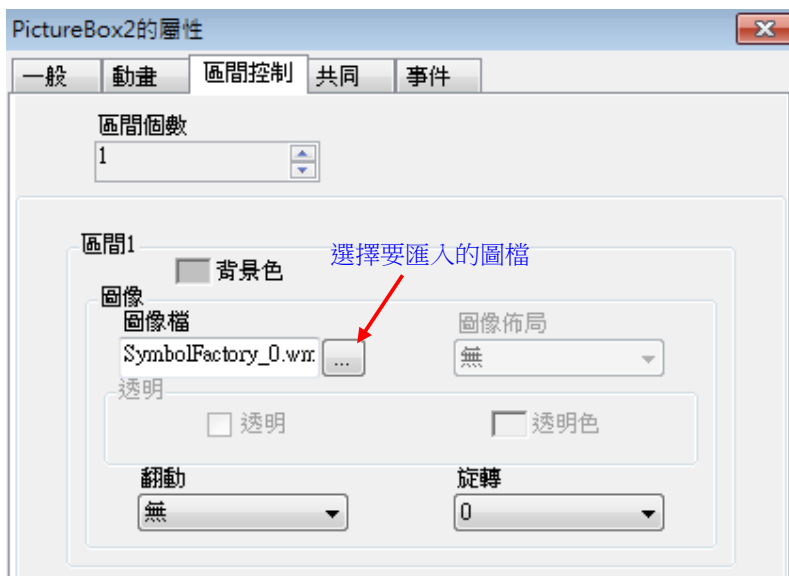 PictureBox2的屬性
一般 動畫 區間控制 共同 事件
區間個數
1
區間1
選擇要匯入的圖檔
背景色
圖像
圖像檔 圖像佈局
SymbolFactory_0.wm ... 無
透明
透明 透明色
翻動 旋轉
無 0